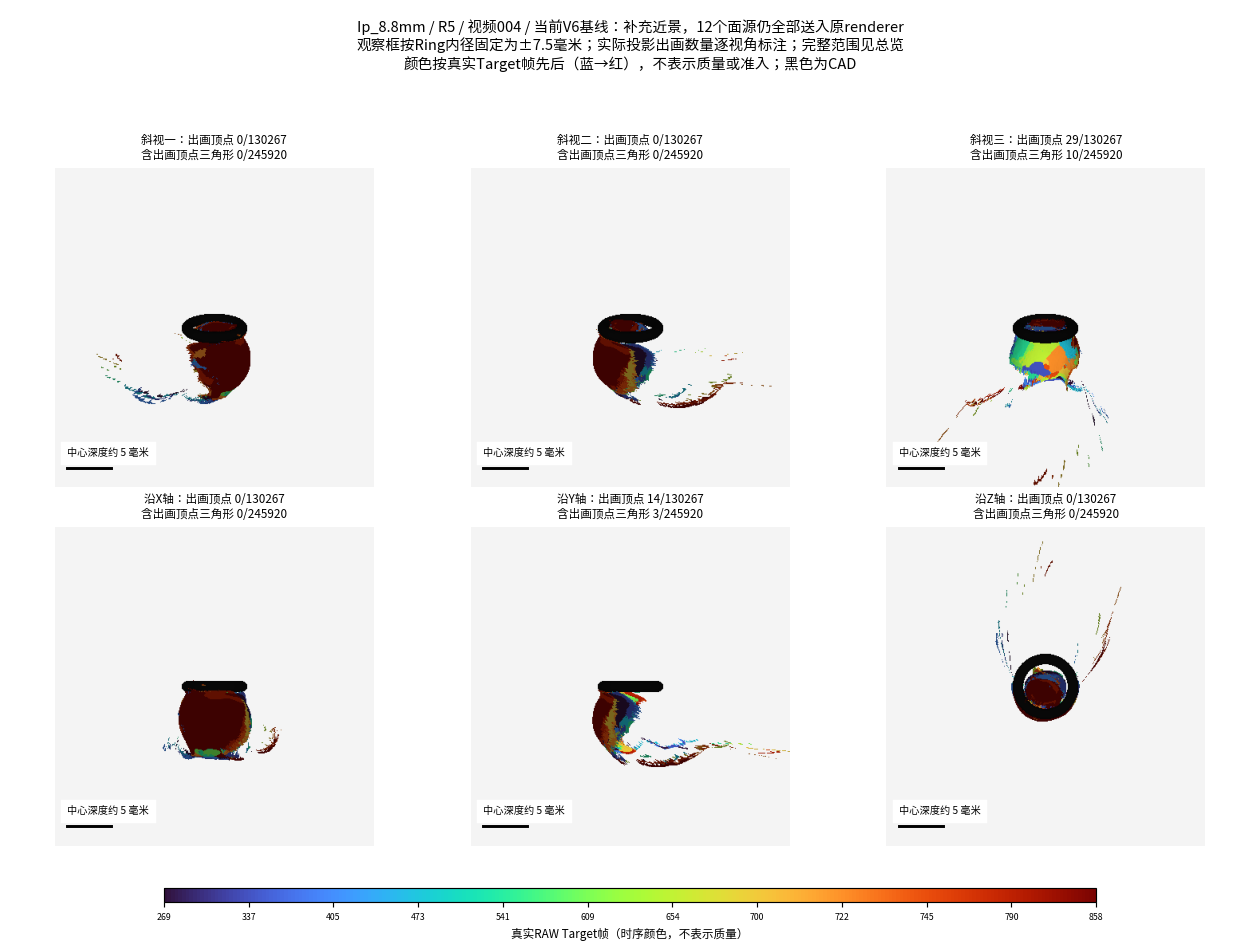 Ip_8.8mm / R5 / 视频004 / 当前V6基线：补充近景，12个面源仍全部送入原renderer
观察框按Ring内径固定为±7.5毫米；实际投影出画数量逐视角标注；完整范围见总览
颜色按真实Target帧先后（蓝→红），不表示质量或准入；黑色为CAD
斜视一：出画顶点 0/130267
含出画顶点三角形 0/245920
斜视二：出画顶点 0/130267
含出画顶点三角形 0/245920
斜视三：出画顶点 29/130267
含出画顶点三角形 10/245920
中心深度约 5 毫米
中心深度约 5 毫米
中心深度约 5 毫米
沿X轴：出画顶点 0/130267
含出画顶点三角形 0/245920
沿Y轴：出画顶点 14/130267
含出画顶点三角形 3/245920
沿Z轴：出画顶点 0/130267
含出画顶点三角形 0/245920
中心深度约 5 毫米
中心深度约 5 毫米
中心深度约 5 毫米
269 337 405 473 541 609 654 700 722 745 790 858
真实RAW Target帧（时序颜色，不表示质量）